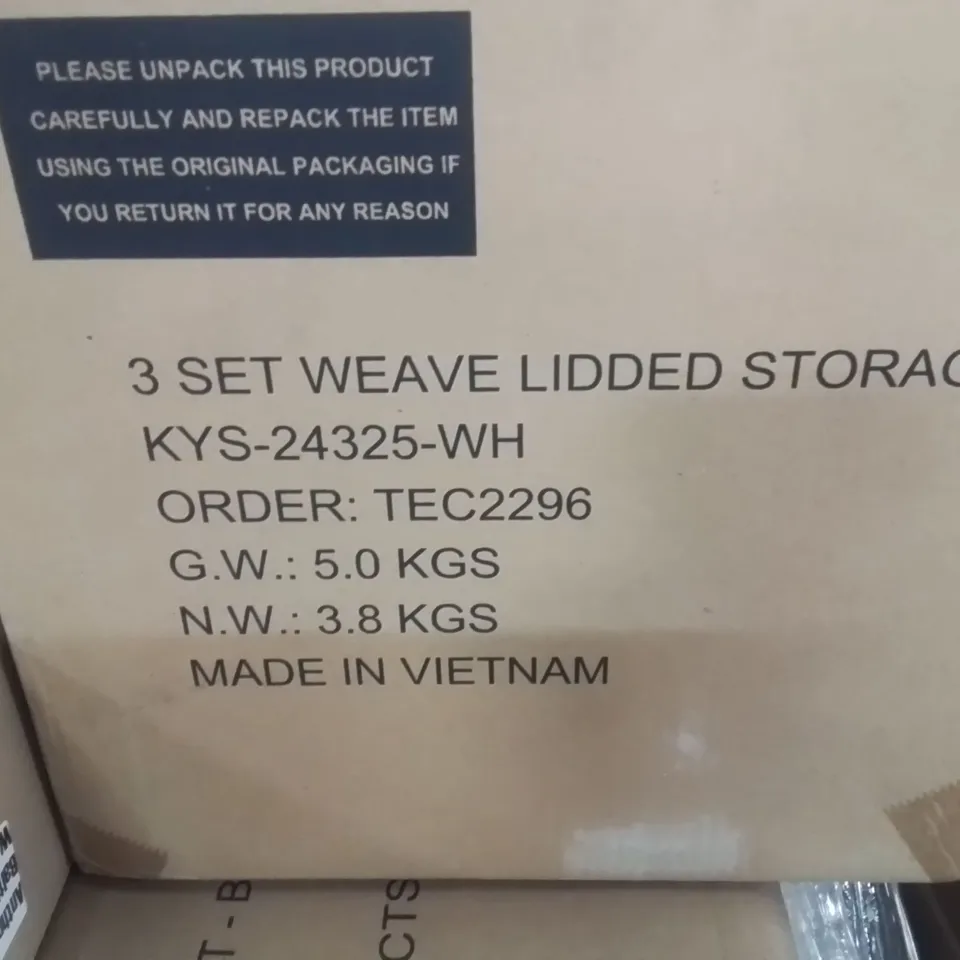 PLEASE UNPACK THIS PRODUCT
CAREFULLY AND REPACK THE ITEM
USING THE ORIGINAL PACKAGING IF
YOU RETURN IT FOR ANY REASON
3 SET WEAVE LIDDED STORAG
KYS-24325-WH
ORDER: TEC2296
G.W.: 5.0 KGS
N.W.: 3.8 KGS
MADE IN VIETNAM
T - B
CTS